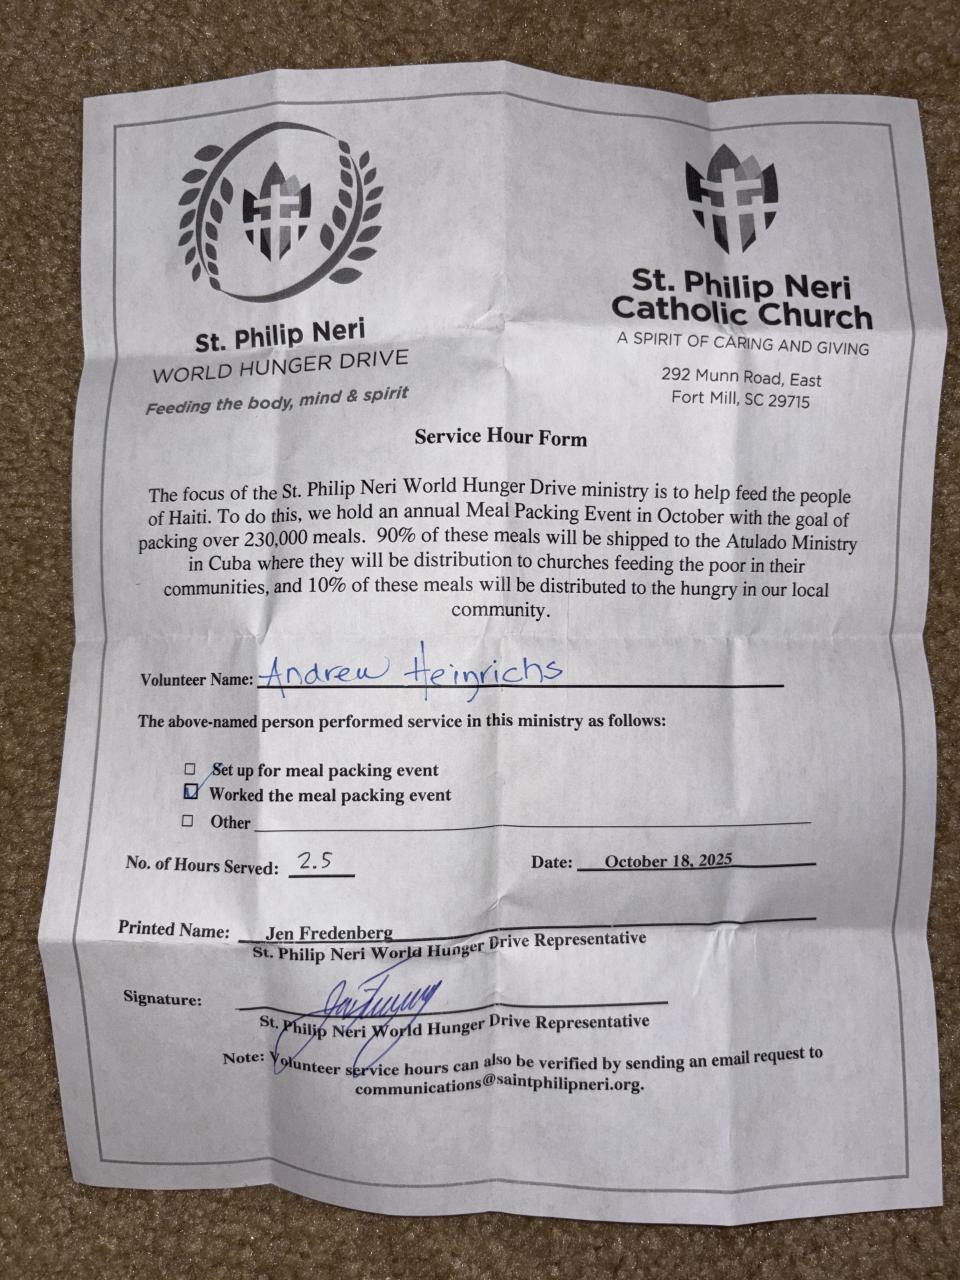 St. Philip Neri
WORLD HUNGER DRIVE
Feeding the body, mind & spirit
St. Philip Neri
Catholic Church
A SPIRIT OF CARING AND GIVING
292 Munn Road, East
Fort Mill, SC 29715
Service Hour Form
The focus of the St. Philip Neri World Hunger Drive ministry is to help feed the people
of Haiti. To do this, we hold an annual Meal Packing Event in October with the goal of
packing over 230,000 meals. 90% of these meals will be shipped to the Atulado Ministry
in Cuba where they will be distribution to churches feeding the poor in their
communities, and 10% of these meals will be distributed to the hungry in our local
community.
Volunteer Name: Andrew Heinrichs
The above-named person performed service in this ministry as follows:
Set up for meal packing event
Worked the meal packing event
Other
No. of Hours Served: 2.5 Date: October 18, 2025
Printed Name: Jen Fredenberg
St. Philip Neri World Hunger Drive Representative
Signature:
St. Philip Neri World Hunger Drive Representative
Note: Volunteer service hours can also be verified by sending an email request to
communications@saintphilipneri.org.